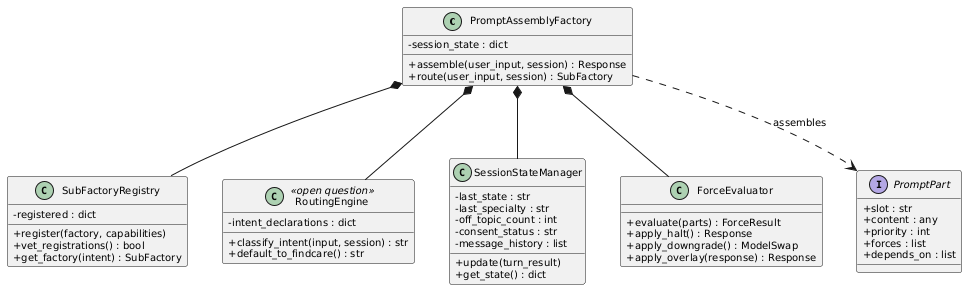 C PromptAssemblyFactory
-session_state : dict
+assemble(user_input, session) : Response
+route(user_input, session) : SubFactory
assembles
C SubFactoryRegistry
-registered : dict
+register(factory, capabilities)
+vet_registrations() : bool
+get_factory(intent) : SubFactory
C «open question»
RoutingEngine
-intent_declarations : dict
+classify_intent(input, session) : str
+default_to_findcare() : str
C SessionStateManager
-last_state : str
-last_specialty : str
-off_topic_count : int
-consent_status : str
-message_history : list
+update(turn_result)
+get_state() : dict
C ForceEvaluator
+evaluate(parts) : ForceResult
+apply_halt() : Response
+apply_downgrade() : ModelSwap
+apply_overlay(response) : Response
I PromptPart
+slot : str
+content : any
+priority : int
+forces : list
+depends_on : list